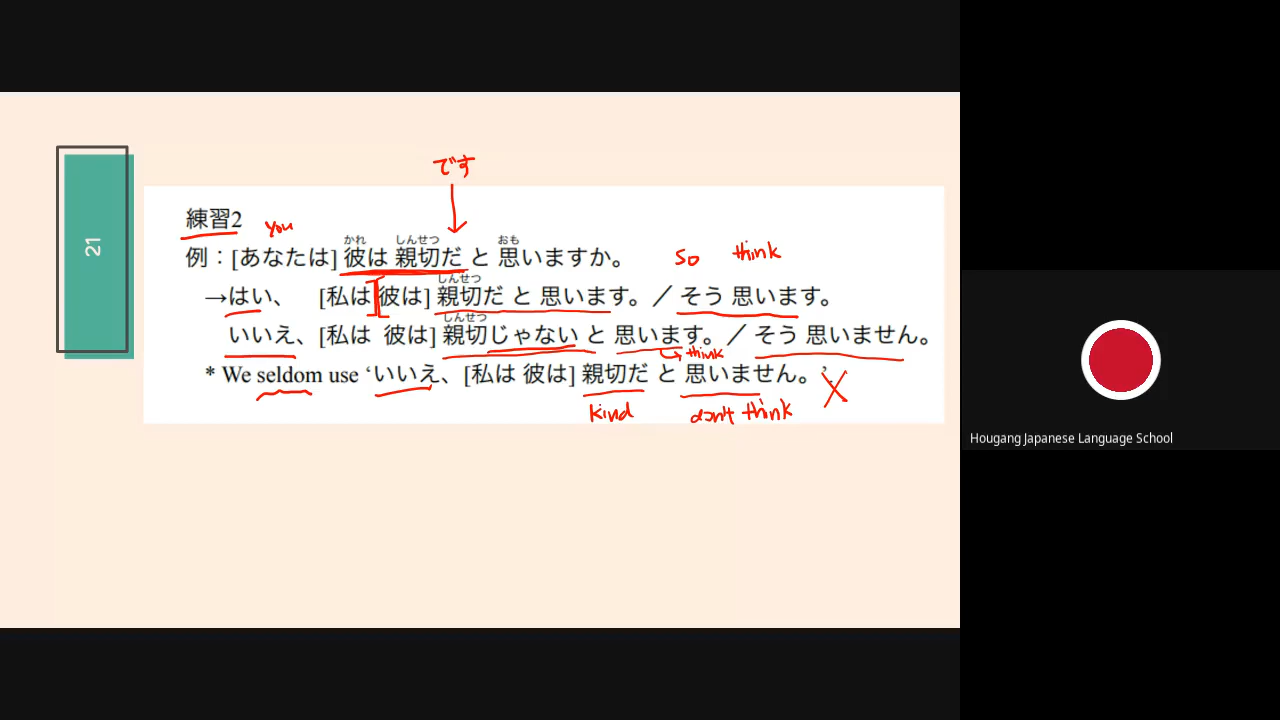 です
練習2
you
かれ しんせつ おも
例：[あなたは] 彼は 親切だ と 思いますか。
so think
しんせつ
→はい、 [私は 彼は] 親切だ と 思います。／ そう 思います。
しんせつ
いいえ、[私は 彼は] 親切じゃない と 思います。／ そう 思いません。
think
* We seldom use ‘いいえ、[私は 彼は] 親切だ と 思いません。’
kind don't think
21
Hougang Japanese Language School